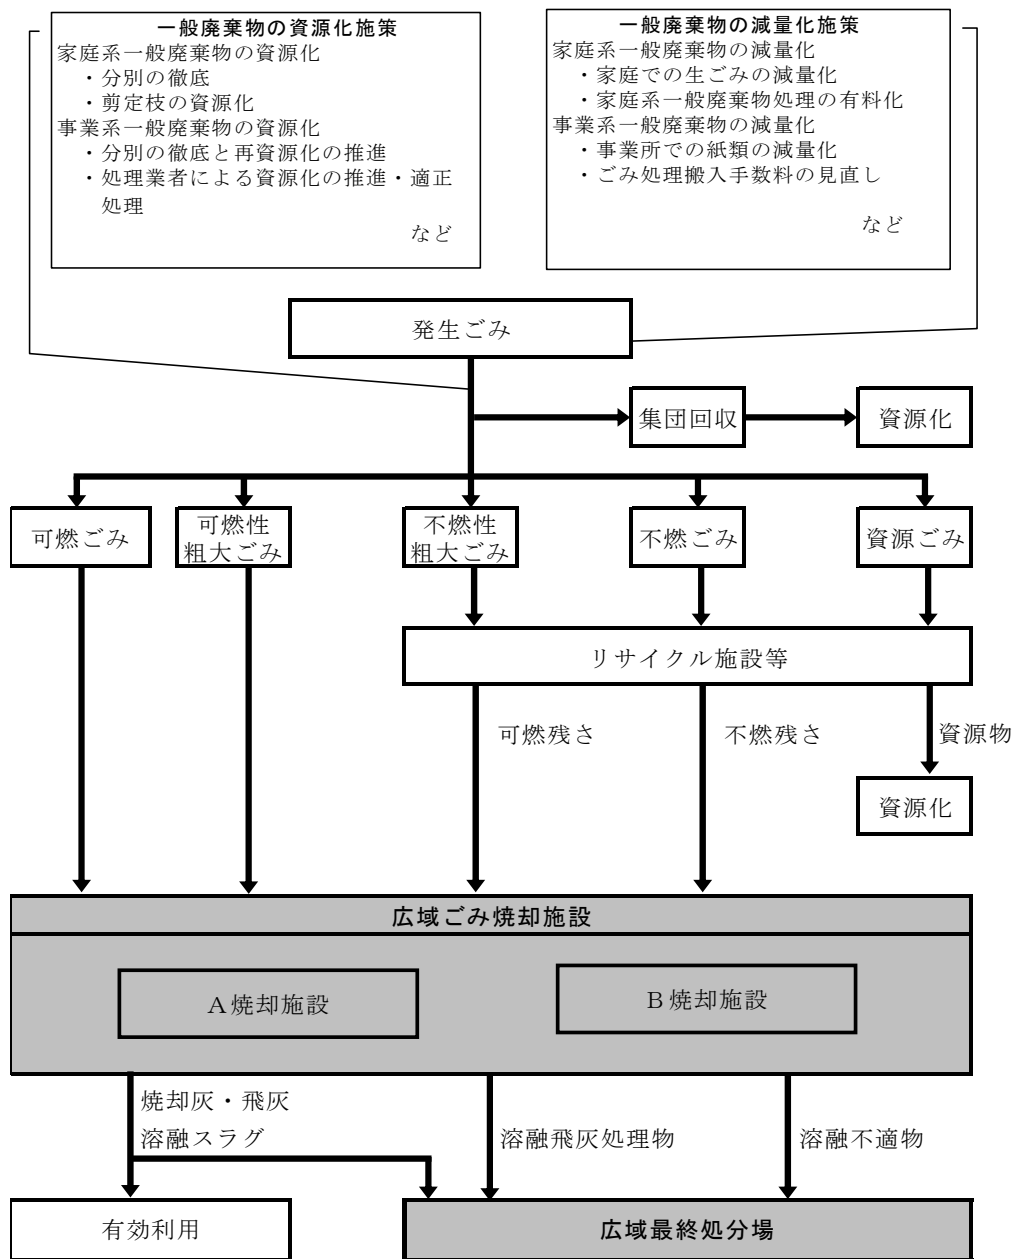 一般廃棄物の資源化施策
家庭系一般廃棄物の資源化
・分別の徹底
・剪定枝の資源化
事業系一般廃棄物の資源化
・分別の徹底と再資源化の推進
・処理業者による資源化の推進・適正
処理
など
一般廃棄物の減量化施策
家庭系一般廃棄物の減量化
・家庭での生ごみの減量化
・家庭系一般廃棄物処理の有料化
事業系一般廃棄物の減量化
・事業所での紙類の減量化
・ごみ処理搬入手数料の見直し
など
発生ごみ
集団回収
資源化
可燃ごみ
可燃性
粗大ごみ
不燃性
粗大ごみ
不燃ごみ
資源ごみ
リサイクル施設等
可燃残さ
不燃残さ
資源物
資源化
広域ごみ焼却施設
A焼却施設
B焼却施設
焼却灰・飛灰
溶融スラグ
溶融飛灰処理物
溶融不適物
有効利用
広域最終処分場